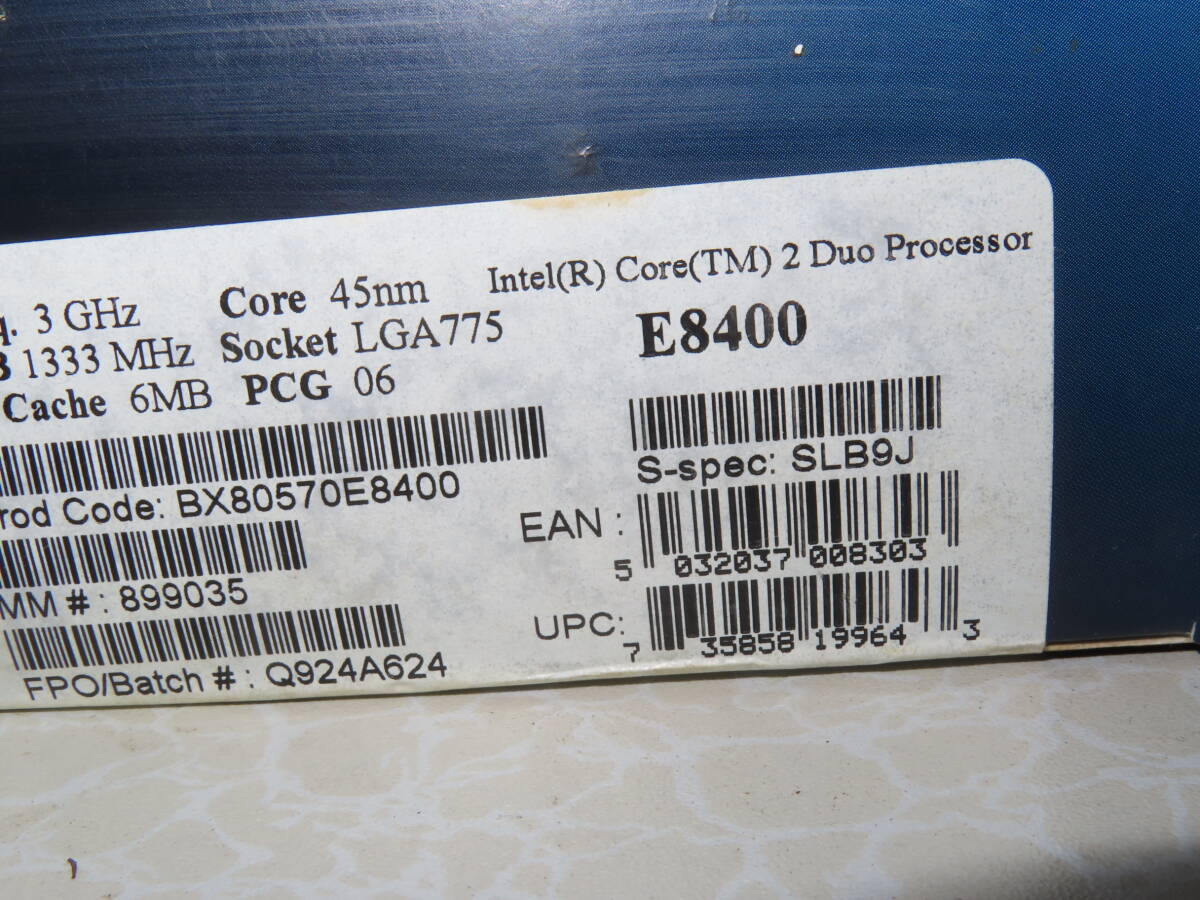 Intel(R) Core(TM) 2 Duo Processor
E8400
q. 3 GHz Core 45nm
B 1333 MHz Socket LGA775
Cache 6MB PCG 06
rod Code: BX80570E8400
MM # : 899035
FPO/Batch # : Q924A624
S-spec: SLB9J
EAN :
5 032037 008303
UPC:
7 35858 19964 3